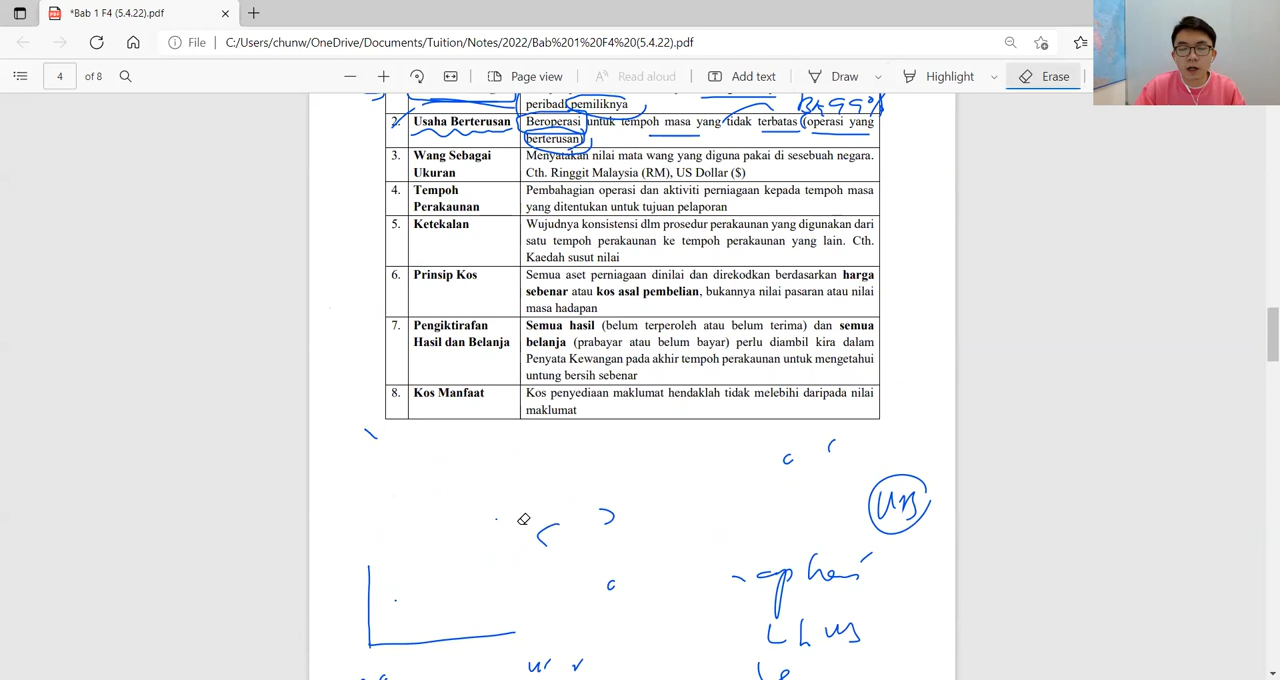 *Bab 1 F4 (5.4.22).pdf
File C:/Users/chunw/OneDrive/Documents/Tuition/Notes/2022/Bab%201%20F4%20(5.4.22).pdf
4 of 8 Page view Read aloud Add text Draw Highlight Erase
peribadi pemiliknya
2. Usaha Berterusan Beroperasi untuk tempoh masa yang tidak terbatas (operasi yang
berterusan)
3. Wang Sebagai Menyatakan nilai mata wang yang diguna pakai di sesebuah negara.
Ukuran Cth. Ringgit Malaysia (RM), US Dollar ($)
4. Tempoh Pembahagian operasi dan aktiviti perniagaan kepada tempoh masa
Perakaunan yang ditentukan untuk tujuan pelaporan
5. Ketekalan Wujudnya konsistensi dlm prosedur perakaunan yang digunakan dari
satu tempoh perakaunan ke tempoh perakaunan yang lain. Cth.
Kaedah susut nilai
6. Prinsip Kos Semua aset perniagaan dinilai dan direkodkan berdasarkan harga
sebenar atau kos asal pembelian, bukannya nilai pasaran atau nilai
masa hadapan
7. Pengiktirafan Semua hasil (belum terperoleh atau belum terima) dan semua
Hasil dan Belanja belanja (prabayar atau belum bayar) perlu diambil kira dalam
Penyata Kewangan pada akhir tempoh perakaunan untuk mengetahui
untung bersih sebenar
8. Kos Manfaat Kos penyediaan maklumat hendaklah tidak melebihi daripada nilai
maklumat
UB